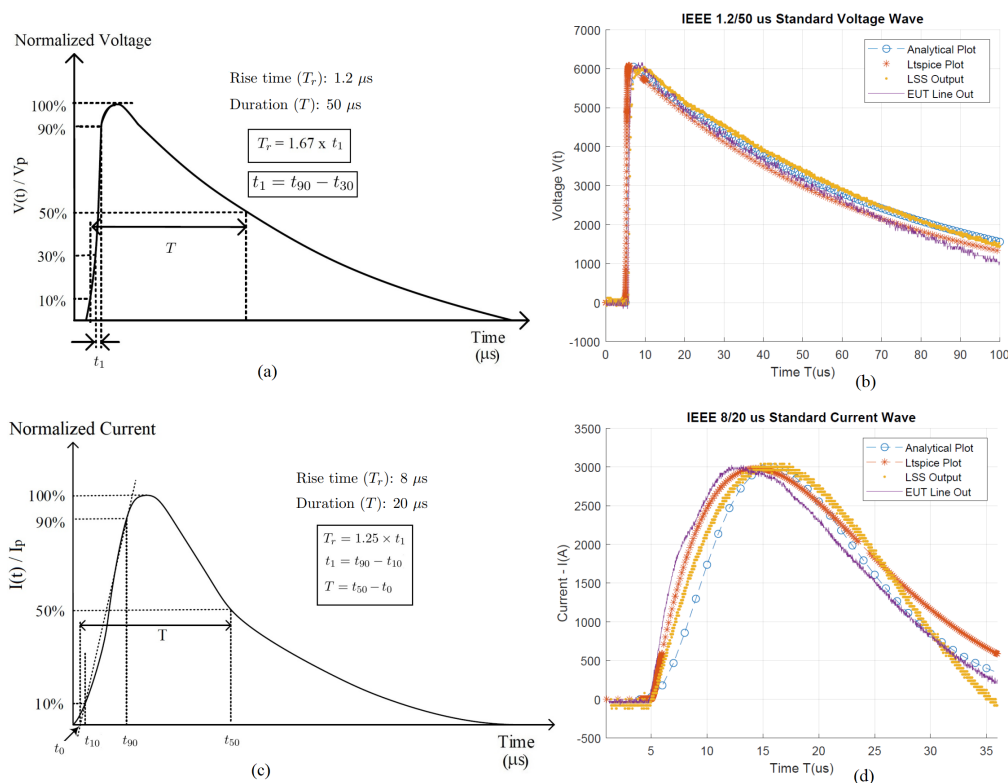 (a)
Normalized Voltage
Rise time (Tr): 1.2 μs
Duration (T): 50 μs
Tr = 1.67 x t1
t1 = t90 − t30
V(t) / Vp
100%
90%
50%
30%
10%
T
t1
Time
(μs)
(a)
IEEE 1.2/50 us Standard Voltage Wave
Analytical Plot
Ltspice Plot
LSS Output
EUT Line Out
Voltage V(t)
7000
6000
5000
4000
3000
2000
1000
0
-1000
0 10 20 30 40 50 60 70 80 90 100
Time T(us)
(b)
Normalized Current
Rise time (Tr): 8 μs
Duration (T): 20 μs
Tr = 1.25 × t1
t1 = t90 − t10
T = t50 − t0
I(t) / Ip
100%
90%
50%
10%
T
t0 t10 t90 t50
Time
(μs)
(c)
IEEE 8/20 us Standard Current Wave
Analytical Plot
Ltspice Plot
LSS Output
EUT Line Out
Current - I(A)
3500
3000
2500
2000
1500
1000
500
0
-500
5 10 15 20 25 30 35
Time T(us)
(d)